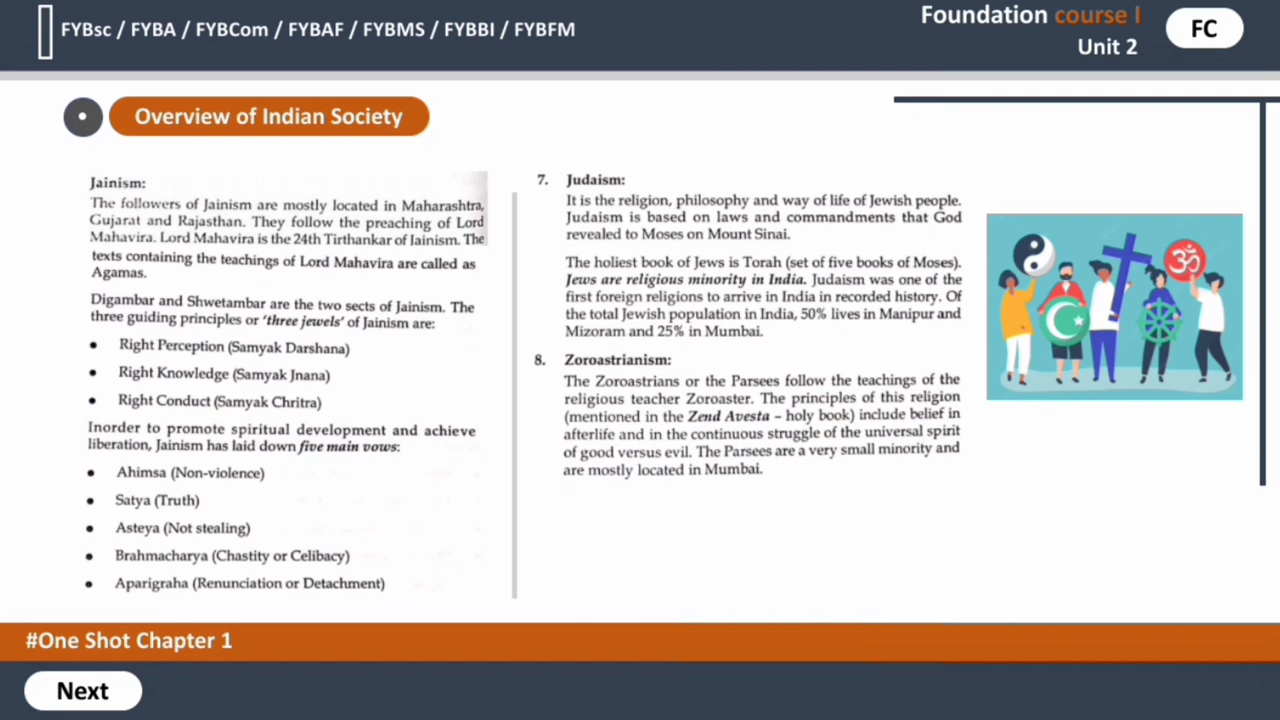 FYBsc / FYBA / FYBCom / FYBAF / FYBMS / FYBBI / FYBFM
Foundation course I
Unit 2
FC
Overview of Indian Society
Jainism:
The followers of Jainism are mostly located in Maharashtra,
Gujarat and Rajasthan. They follow the preaching of Lord
Mahavira. Lord Mahavira is the 24th Tirthankar of Jainism. The
texts containing the teachings of Lord Mahavira are called as
Agamas.
Digambar and Shwetambar are the two sects of Jainism. The
three guiding principles or 'three jewels' of Jainism are:
• Right Perception (Samyak Darshana)
• Right Knowledge (Samyak Jnana)
• Right Conduct (Samyak Chritra)
Inorder to promote spiritual development and achieve
liberation, Jainism has laid down five main vows:
• Ahimsa (Non-violence)
• Satya (Truth)
• Asteya (Not stealing)
• Brahmacharya (Chastity or Celibacy)
• Aparigraha (Renunciation or Detachment)
7. Judaism:
It is the religion, philosophy and way of life of Jewish people.
Judaism is based on laws and commandments that God
revealed to Moses on Mount Sinai.
The holiest book of Jews is Torah (set of five books of Moses).
Jews are religious minority in India. Judaism was one of the
first foreign religions to arrive in India in recorded history. Of
the total Jewish population in India, 50% lives in Manipur and
Mizoram and 25% in Mumbai.
8. Zoroastrianism:
The Zoroastrians or the Parsees follow the teachings of the
religious teacher Zoroaster. The principles of this religion
(mentioned in the Zend Avesta – holy book) include belief in
afterlife and in the continuous struggle of the universal spirit
of good versus evil. The Parsees are a very small minority and
are mostly located in Mumbai.
ॐ
#One Shot Chapter 1
Next